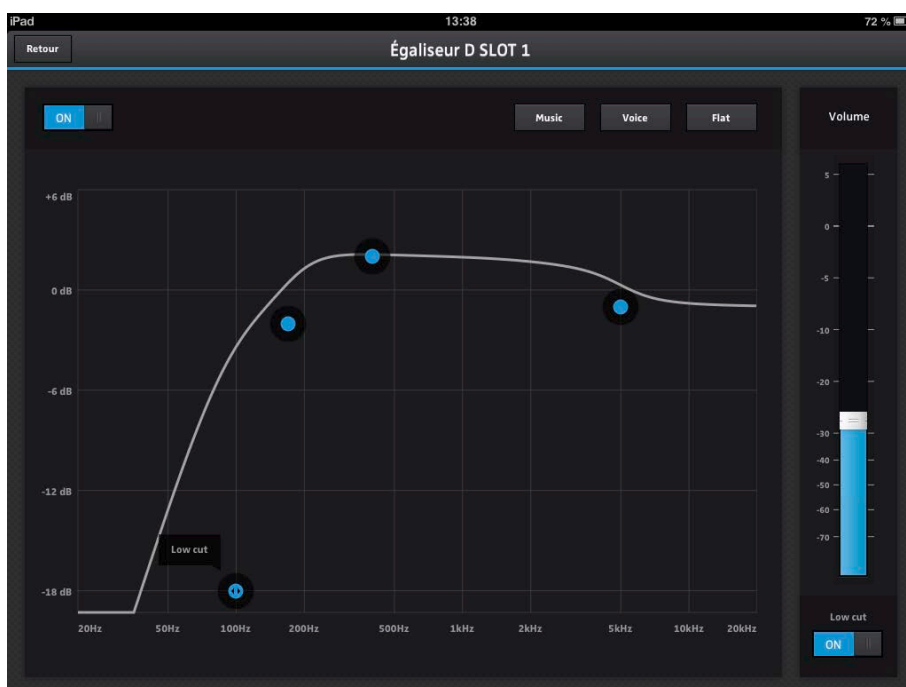 iPad 13:38 72 %
Retour Égaliseur D SLOT 1
ON Music Voice Flat Volume
+6 dB
0 dB
-6 dB
-12 dB
-18 dB
Low cut
20Hz 50Hz 100Hz 200Hz 500Hz 1kHz 2kHz 5kHz 10kHz 20kHz
5
0
-5
-10
-20
-30
-40
-50
-60
-70
Low cut
ON